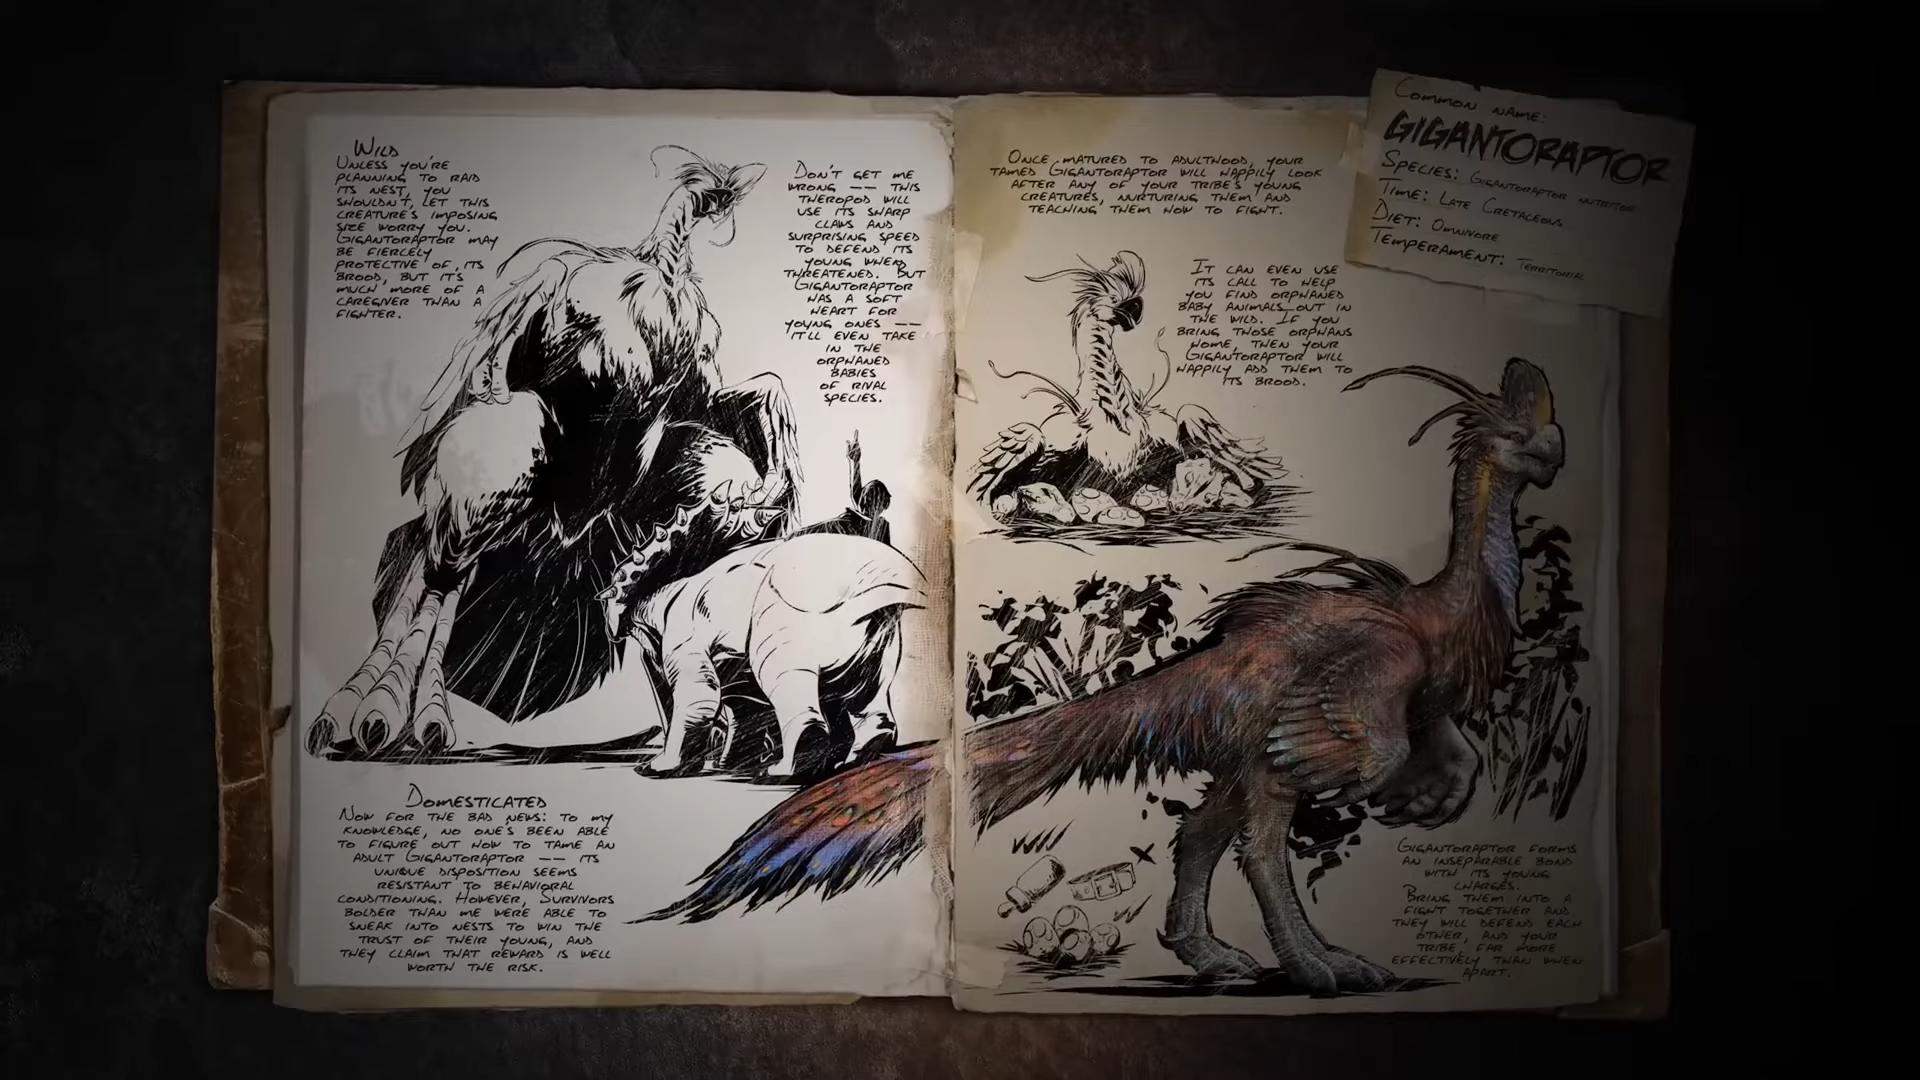 Wild
Unless you're
planning to raid
its nest, you
shouldn't let this
creature's imposing
size worry you.
Gigantoraptor may
be fiercely
protective of its
brood, but it's
much more of a
caregiver than a
fighter.
Don't get me
wrong -- this
theropod will
use its sharp
claws and
surprising speed
to defend its
young when
threatened. But
Gigantoraptor
has a soft
heart for
young ones --
it'll even take
in the
orphaned
babies
of rival
species.
Domesticated
Now for the bad news: to my
knowledge, no one's been able
to figure out how to tame an
adult Gigantoraptor -- its
unique disposition seems
resistant to behavioral
conditioning. However, Survivors
bolder than me were able to
sneak into nests to win the
trust of their young, and
they claim that reward is well
worth the risk.
Once matured to adulthood, your
tamed Gigantoraptor will happily look
after any of your tribe's young
creatures, nurturing them and
teaching them how to fight.
It can even use
its call to help
you find orphaned
baby animals out in
the wild. If you
bring those orphans
home, then your
Gigantoraptor will
happily add them to
its brood.
Gigantoraptor forms
an inseparable bond
with its young
charges.
Bring them into a
fight together and
they will defend each
other, and your
tribe, far more
effectively than when
apart.
Common name:
GIGANTORAPTOR
Species: Gigantoraptor nutritor
Time: Late Cretaceous
Diet: Omnivore
Temperament: Territorial